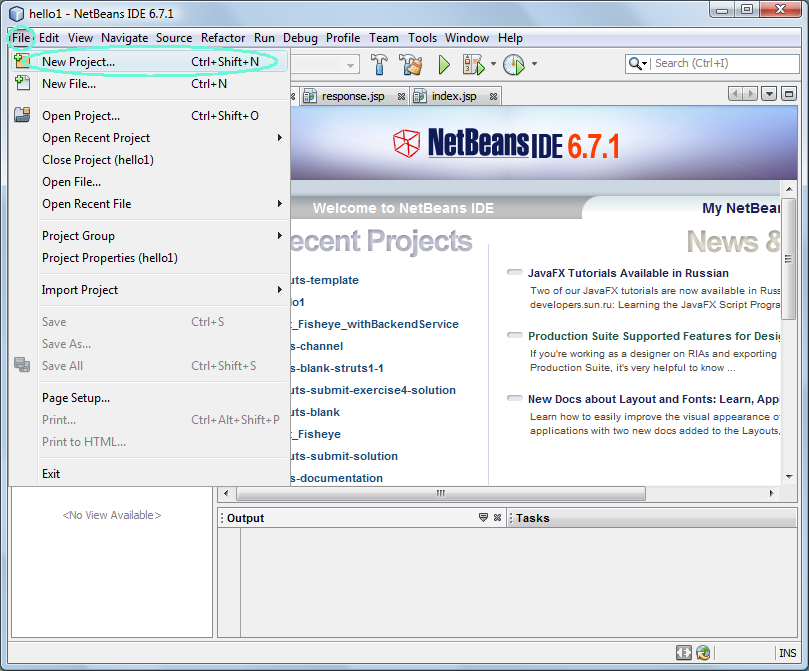 hello1 - NetBeans IDE 6.7.1
File Edit View Navigate Source Refactor Run Debug Profile Team Tools Window Help
New Project... Ctrl+Shift+N
Search (Ctrl+I)
New File... Ctrl+N
response.jsp index.jsp
Open Project... Ctrl+Shift+O
Open Recent Project
Close Project (hello1)
Open File...
Open Recent File
Project Group
Project Properties (hello1)
Import Project
Save Ctrl+S
Save As...
Save All Ctrl+Shift+S
Page Setup...
Print... Ctrl+Alt+Shift+P
Print to HTML...
Exit
NetBeans IDE 6.7.1
Welcome to NetBeans IDE
My NetBean
ecent Projects
uts-template
lo1
t_Fisheye_withBackendService
ts-channel
ts-blank-struts1-1
uts-submit-exercise4-solution
uts-blank
t_Fisheye
uts-submit-solution
ts-documentation
News &
JavaFX Tutorials Available in Russian
Two of our JavaFX tutorials are now available in Russ
developers.sun.ru: Learning the JavaFX Script Progra
Production Suite Supported Features for Desig
If you're working as a designer on RIAs and exporting
Production Suite, it's very helpful to know ...
New Docs about Layout and Fonts: Learn, Appl
Learn how to easily improve the visual appearance of
applications with two new docs added to the Layouts,
<No View Available>
Output
Tasks
INS